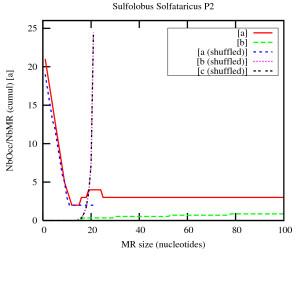 Sulfolobus Solfataricus P2
NbOcc/NbMR (cumul) [a]
25
20
15
10
5
0
[a]
[b]
[a (shuffled)]
[b (shuffled)]
[c (shuffled)]
0 20 40 60 80 100
MR size (nucleotides)